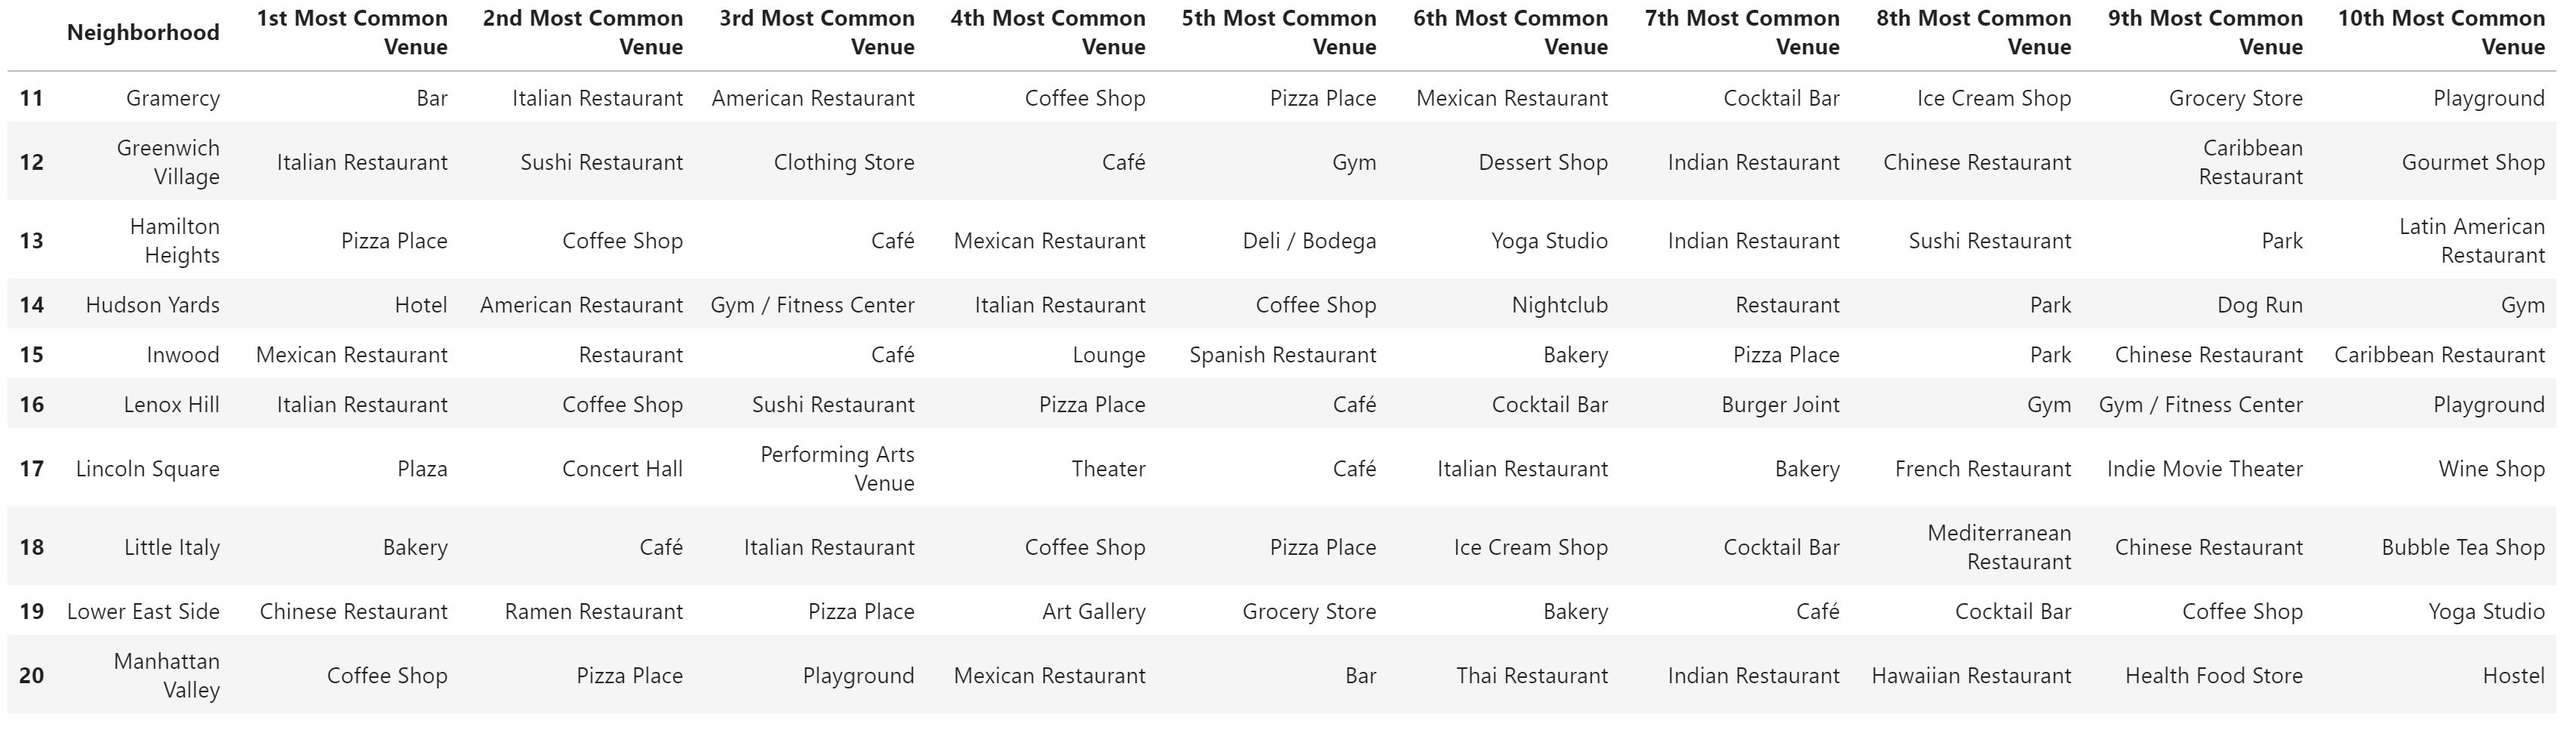 Neighborhood 1st Most Common Venue 2nd Most Common Venue 3rd Most Common Venue 4th Most Common Venue 5th Most Common Venue 6th Most Common Venue 7th Most Common Venue 8th Most Common Venue 9th Most Common Venue 10th Most Common Venue
11 Gramercy Bar Italian Restaurant American Restaurant Coffee Shop Pizza Place Mexican Restaurant Cocktail Bar Ice Cream Shop Grocery Store Playground
12 Greenwich Village Italian Restaurant Sushi Restaurant Clothing Store Café Gym Dessert Shop Indian Restaurant Chinese Restaurant Caribbean Restaurant Gourmet Shop
13 Hamilton Heights Pizza Place Coffee Shop Café Mexican Restaurant Deli / Bodega Yoga Studio Indian Restaurant Sushi Restaurant Park Latin American Restaurant
14 Hudson Yards Hotel American Restaurant Gym / Fitness Center Italian Restaurant Coffee Shop Nightclub Restaurant Park Dog Run Gym
15 Inwood Mexican Restaurant Restaurant Café Lounge Spanish Restaurant Bakery Pizza Place Park Chinese Restaurant Caribbean Restaurant
16 Lenox Hill Italian Restaurant Coffee Shop Sushi Restaurant Pizza Place Café Cocktail Bar Burger Joint Gym Gym / Fitness Center Playground
17 Lincoln Square Plaza Concert Hall Performing Arts Venue Theater Café Italian Restaurant Bakery French Restaurant Indie Movie Theater Wine Shop
18 Little Italy Bakery Café Italian Restaurant Coffee Shop Pizza Place Ice Cream Shop Cocktail Bar Mediterranean Restaurant Chinese Restaurant Bubble Tea Shop
19 Lower East Side Chinese Restaurant Ramen Restaurant Pizza Place Art Gallery Grocery Store Bakery Café Cocktail Bar Coffee Shop Yoga Studio
20 Manhattan Valley Coffee Shop Pizza Place Playground Mexican Restaurant Bar Thai Restaurant Indian Restaurant Hawaiian Restaurant Health Food Store Hostel